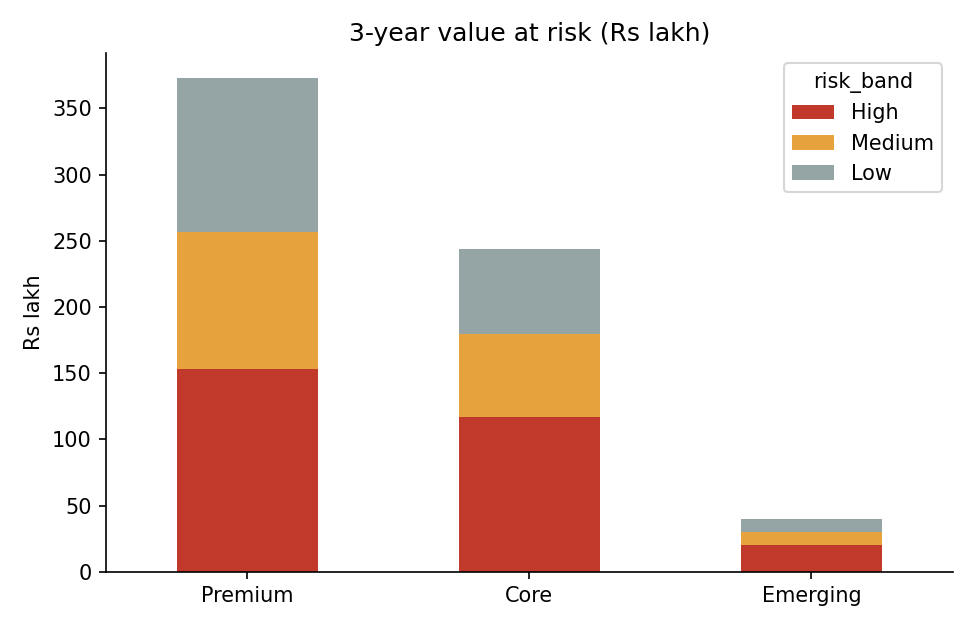 3-year value at risk (Rs lakh)
risk_band
High
Medium
Low
Rs lakh
350
300
250
200
150
100
50
0
Premium
Core
Emerging